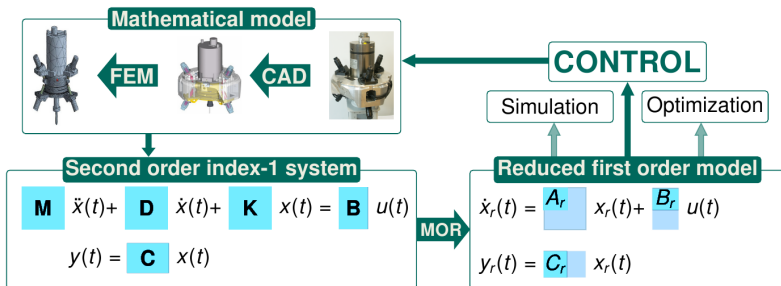 Mathematical model
FEM
CAD
CONTROL
Simulation
Optimization
Second order index-1 system
M ẍ(t)+ D ẋ(t)+ K x(t) = B u(t)
y(t) = C x(t)
MOR
Reduced first order model
ẋr(t) = Ar xr(t)+ Br u(t)
yr(t) = Cr xr(t)